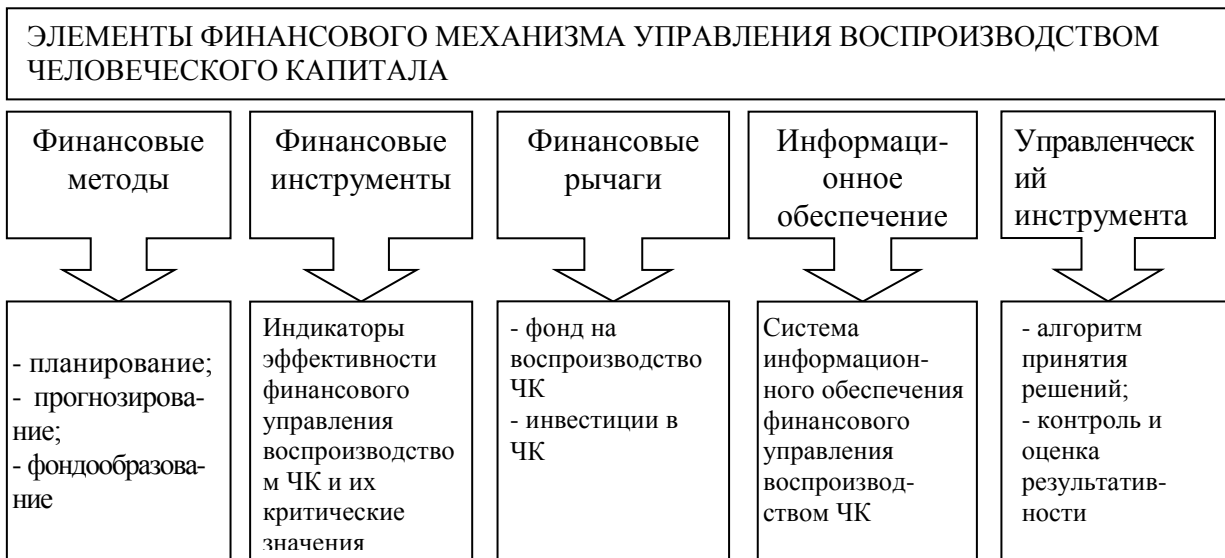 ЭЛЕМЕНТЫ ФИНАНСОВОГО МЕХАНИЗМА УПРАВЛЕНИЯ ВОСПРОИЗВОДСТВОМ
ЧЕЛОВЕЧЕСКОГО КАПИТАЛА
Финансовые
методы
Финансовые
инструменты
Финансовые
рычаги
Информаци-
онное
обеспечение
Управленческ
ий
инструмента
- планирование;
- прогнозирова-
ние;
- фондообразова-
ние
Индикаторы
эффективности
финансового
управления
воспроизводство
м ЧК и их
критические
значения
- фонд на
воспроизводство
ЧК
- инвестиции в
ЧК
Система
информацион-
ного обеспечения
финансового
управления
воспроизвод-
ством ЧК
- алгоритм
принятия
решений;
- контроль и
оценка
результатив-
ности